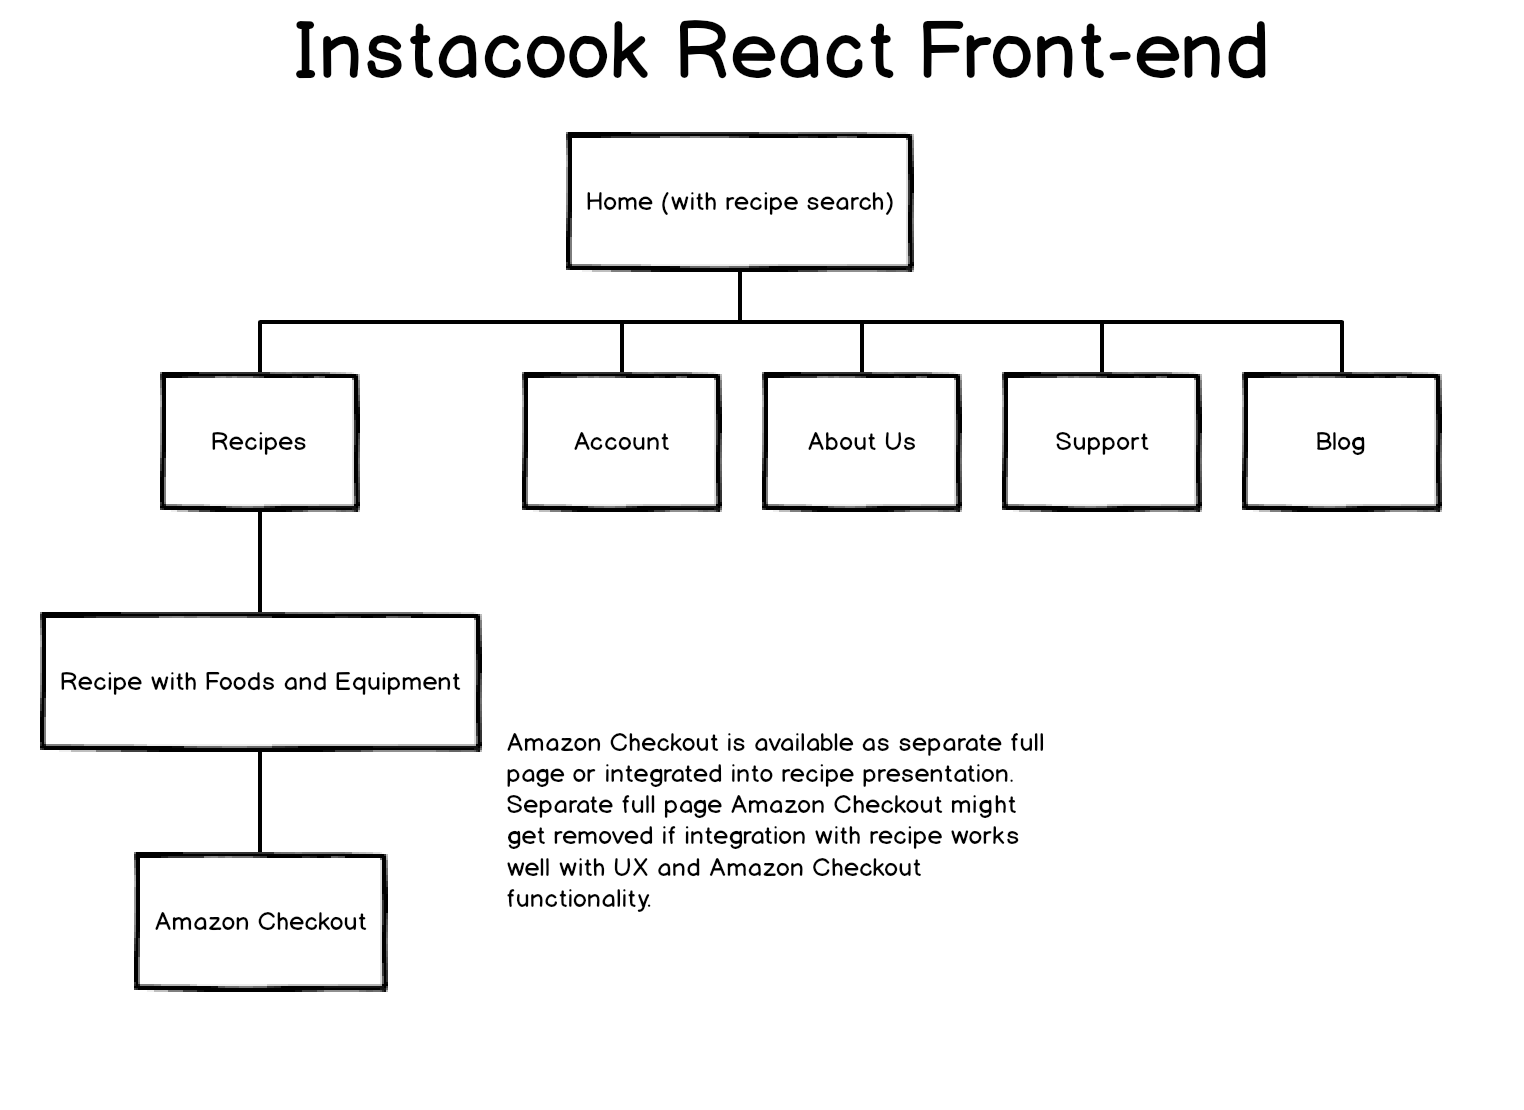 Instacook React Front-end
Home (with recipe search)
Recipes
Account
About Us
Support
Blog
Recipe with Foods and Equipment
Amazon Checkout is available as separate full
page or integrated into recipe presentation.
Separate full page Amazon Checkout might
get removed if integration with recipe works
well with UX and Amazon Checkout
functionality.
Amazon Checkout